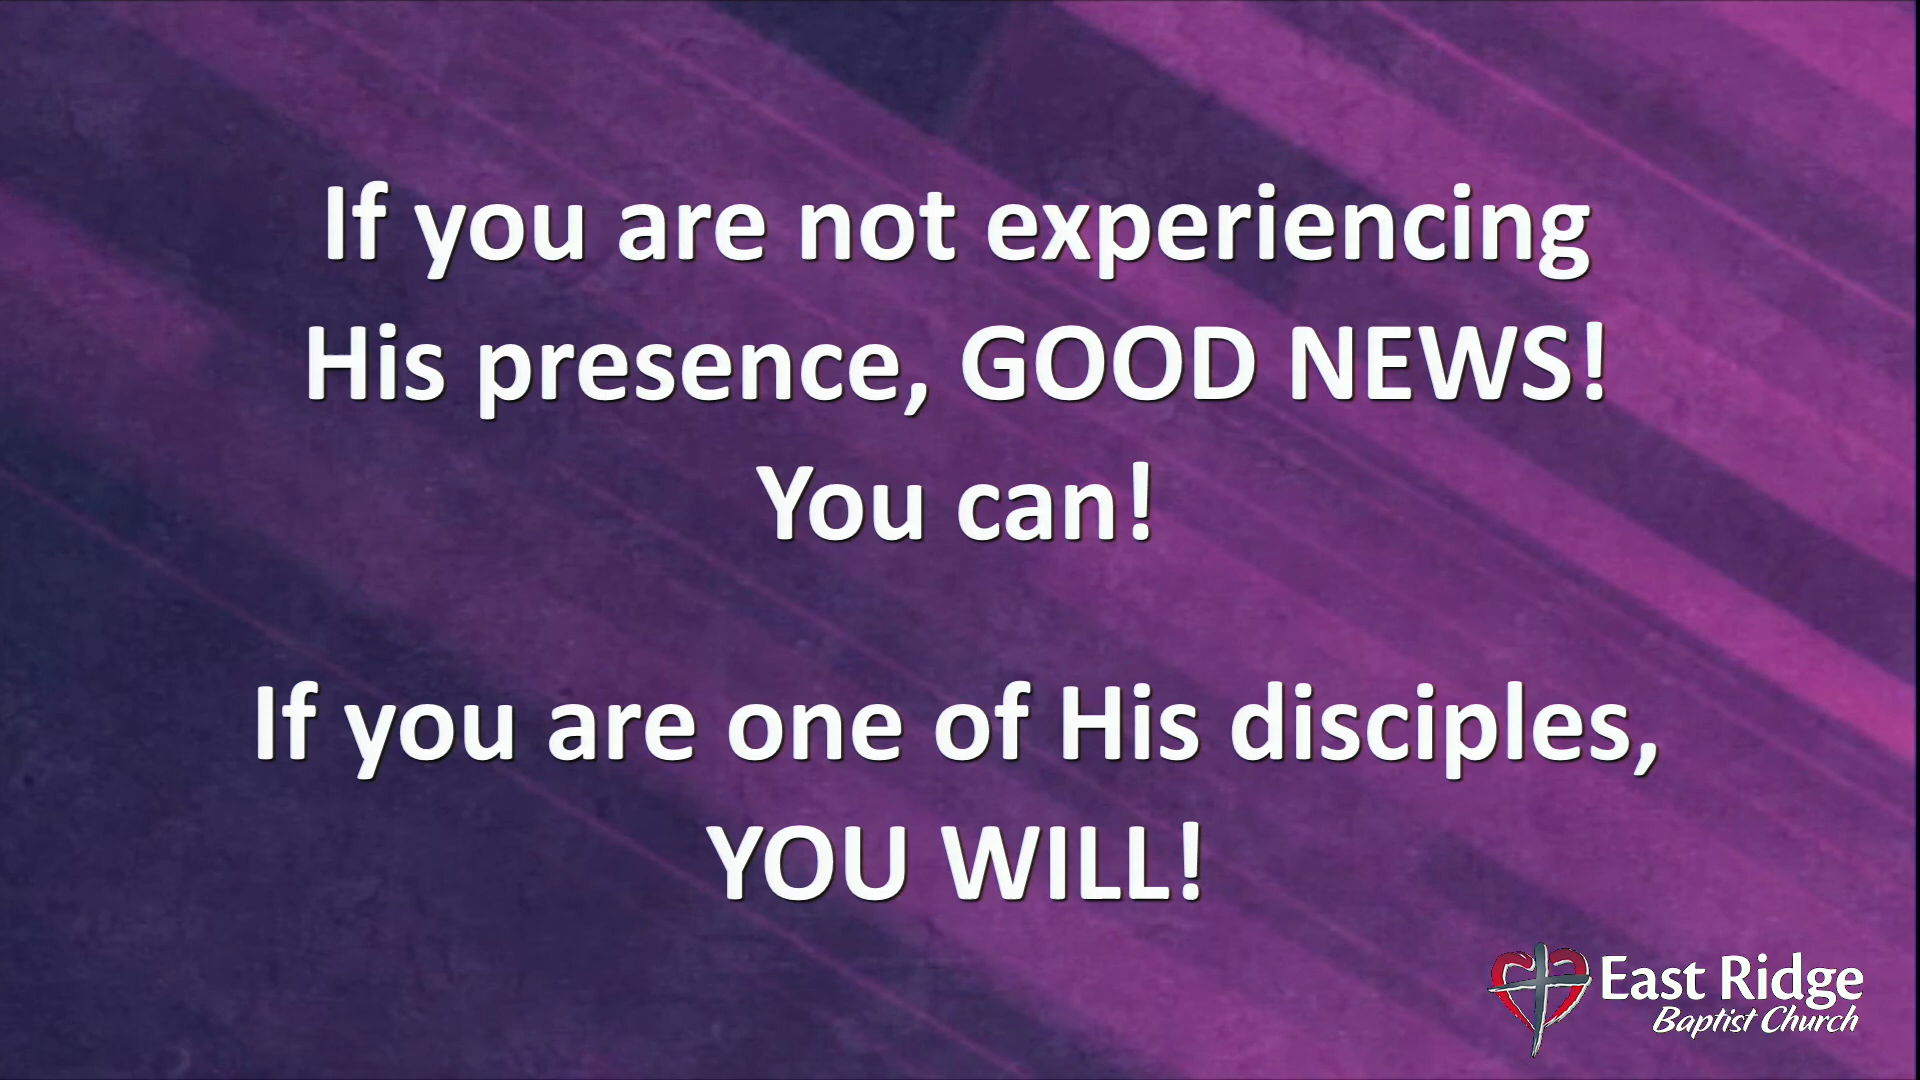 If you are not experiencing
His presence, GOOD NEWS!
You can!
If you are one of His disciples,
YOU WILL!
East Ridge
Baptist Church